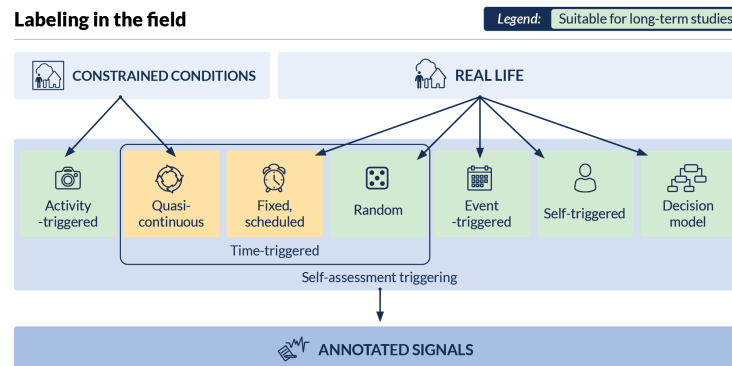 Labeling in the field
Legend: Suitable for long-term studies
CONSTRAINED CONDITIONS
REAL LIFE
Activity
-triggered
Quasi-
continuous
Fixed,
scheduled
Random
Event
-triggered
Self-triggered
Decision
model
Time-triggered
Self-assessment triggering
ANNOTATED SIGNALS